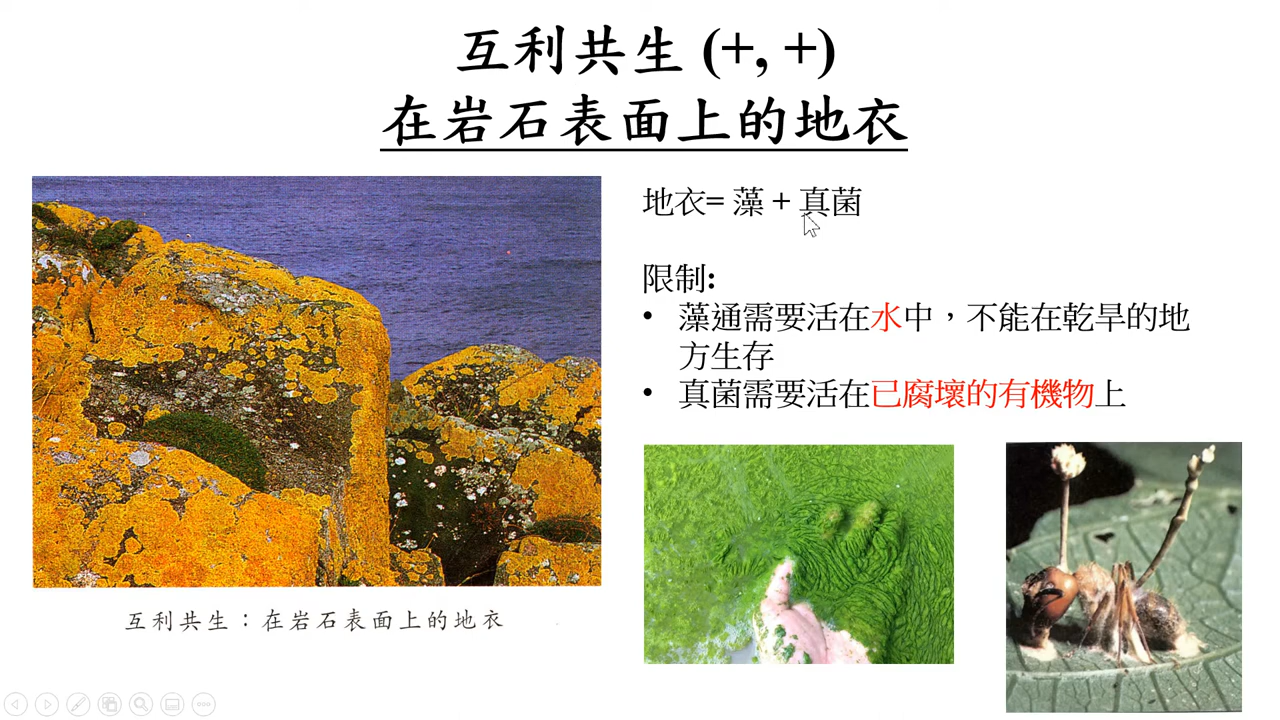 互利共生 (+, +)
在岩石表面上的地衣
地衣= 藻 + 真菌
限制:
• 藻通需要活在水中，不能在乾旱的地
方生存
• 真菌需要活在已腐壞的有機物上
互利共生：在岩石表面上的地衣